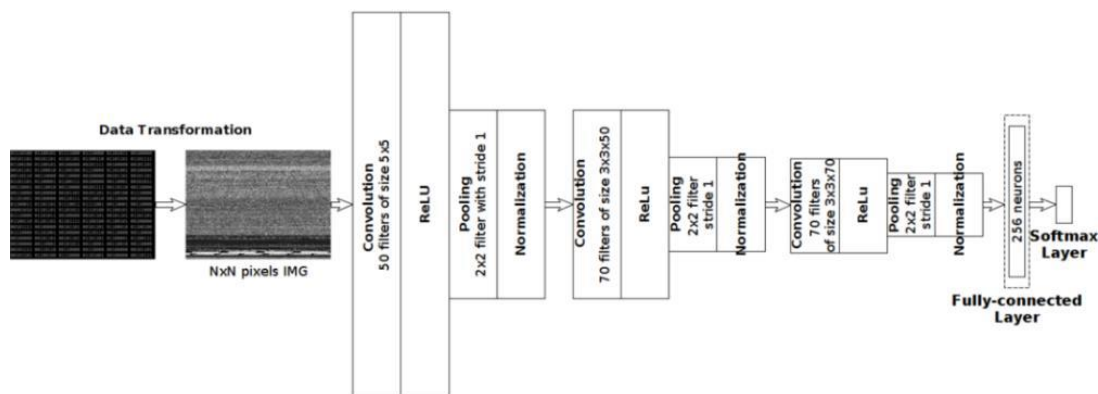 Data Transformation
NxN pixels IMG
Convolution
50 filters of size 5x5
ReLU
Pooling
2x2 filter with stride 1
Normalization
Convolution
70 filters of size 3x3x50
ReLu
Pooling
2x2 filter
stride 1
Normalization
Convolution
70 filters
of size 3x3x70
ReLu
Pooling
2x2 filter
stride 1
Normalization
256 neurons
Fully-connected
Layer
Softmax
Layer